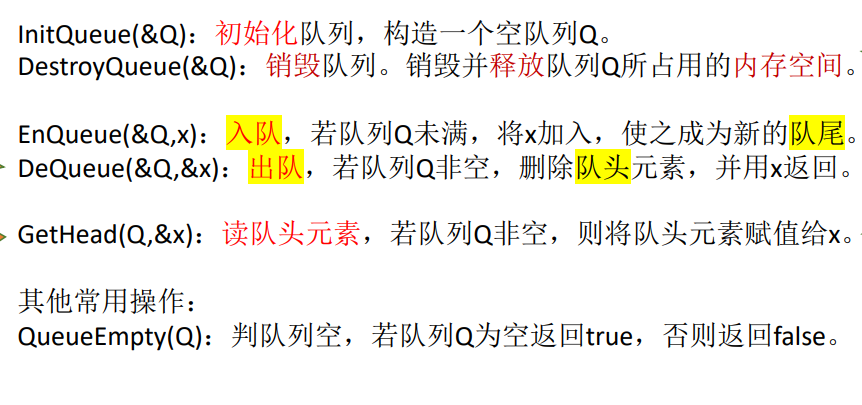 InitQueue(&Q)：初始化队列，构造一个空队列Q。
DestroyQueue(&Q)：销毁队列。销毁并释放队列Q所占用的内存空间。
EnQueue(&Q,x)：入队，若队列Q未满，将x加入，使之成为新的队尾。
DeQueue(&Q,&x)：出队，若队列Q非空，删除队头元素，并用x返回。
GetHead(Q,&x)：读队头元素，若队列Q非空，则将队头元素赋值给x。
其他常用操作：
QueueEmpty(Q)：判队列空，若队列Q为空返回true，否则返回false。